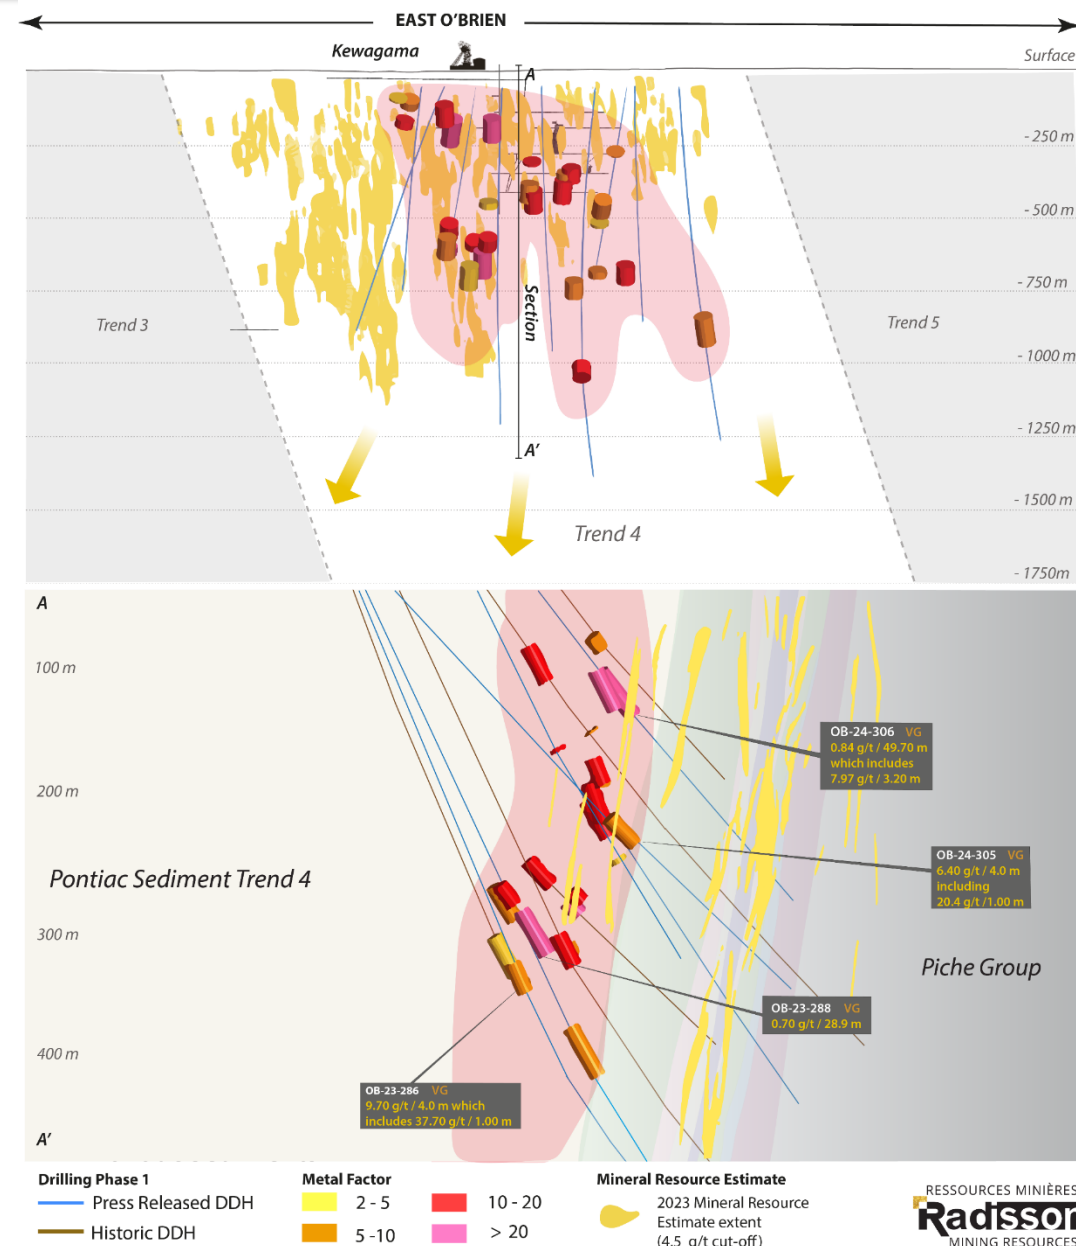 EAST O'BRIEN
Kewagama
Surface
A
- 250 m
- 500 m
- 750 m
Section
Trend 3
Trend 5
- 1000 m
- 1250 m
A'
- 1500 m
Trend 4
- 1750m
A
100 m
OB-24-306 VG
0.84 g/t / 49.70 m
which includes
7.97 g/t / 3.20 m
200 m
OB-24-305 VG
6.40 g/t / 4.0 m
including
20.4 g/t /1.00 m
Pontiac Sediment Trend 4
300 m
Piche Group
OB-23-288 VG
0.70 g/t / 28.9 m
400 m
OB-23-286 VG
9.70 g/t / 4.0 m which
includes 37.70 g/t / 1.00 m
A'
Drilling Phase 1
Press Released DDH
Historic DDH
Metal Factor
2 - 5
10 - 20
5 -10
> 20
Mineral Resource Estimate
2023 Mineral Resource
Estimate extent
(4.5 g/t cut-off)
RESSOURCES MINIÈRES
Radisson
MINING RESOURCES